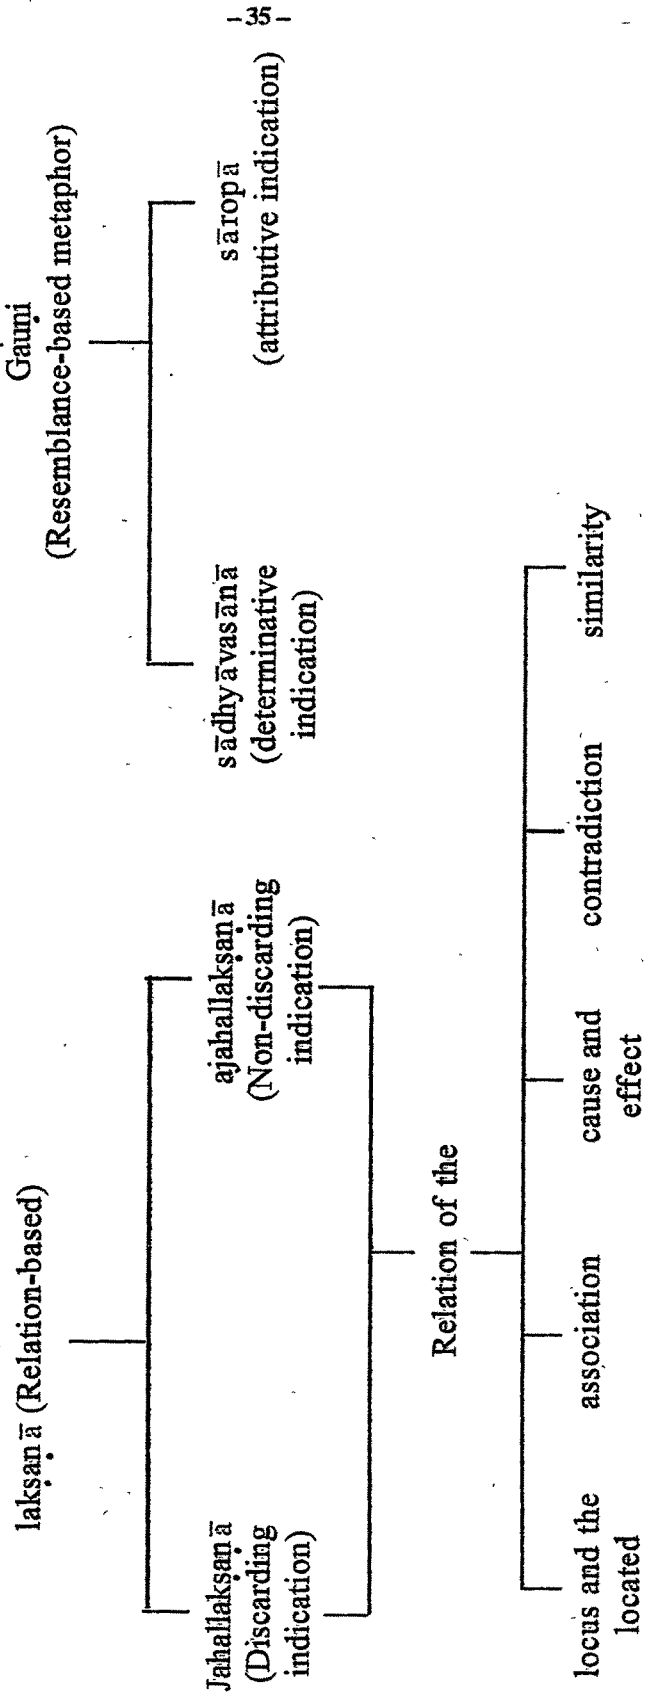 –35–
lakṣaṇā (Relation-based)
Gauṇi
(Resemblance-based metaphor)
Jahallakṣaṇā
(Discarding
indication)
ajahallakṣaṇā
(Non-discarding
indication)
sādhyāvasānā
(determinative
indication)
sāropā
(attributive indication)
Relation of the
locus and the
located
association
cause and
effect
contradiction
similarity